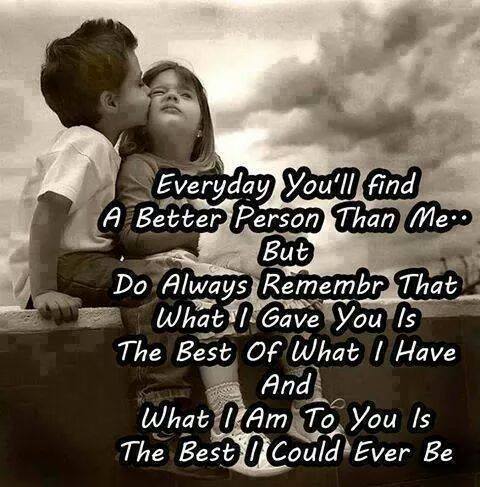 Everyday You'll find
A Better Person Than Me..
But
Do Always Remembr That
What I Gave You Is
The Best Of What I Have
And
What I Am To You Is
The Best I Could Ever Be